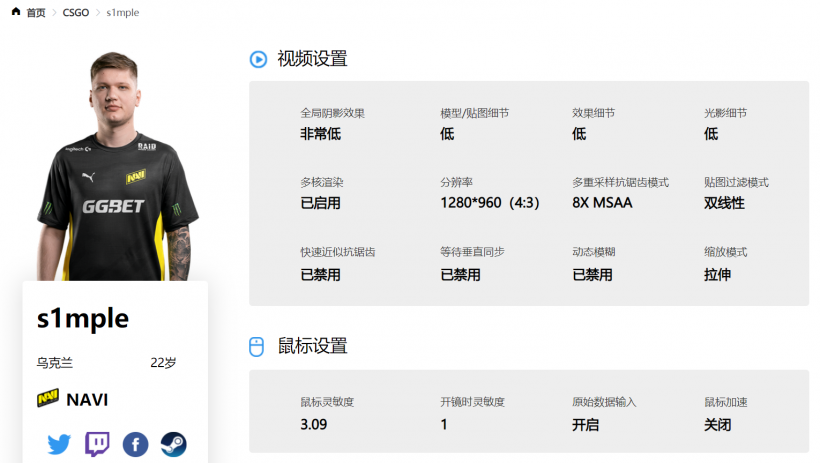 首页 > CSGO > s1mple
logitech G
RAID
NAVI
GGBET
s1mple
乌克兰 22岁
NAVI
视频设置
全局阴影效果 模型/贴图细节 效果细节 光影细节
非常低 低 低 低
多核渲染 分辨率 多重采样抗锯齿模式 贴图过滤模式
已启用 1280*960（4:3） 8X MSAA 双线性
快速近似抗锯齿 等待垂直同步 动态模糊 缩放模式
已禁用 已禁用 已禁用 拉伸
鼠标设置
鼠标灵敏度 开镜时灵敏度 原始数据输入 鼠标加速
3.09 1 开启 关闭